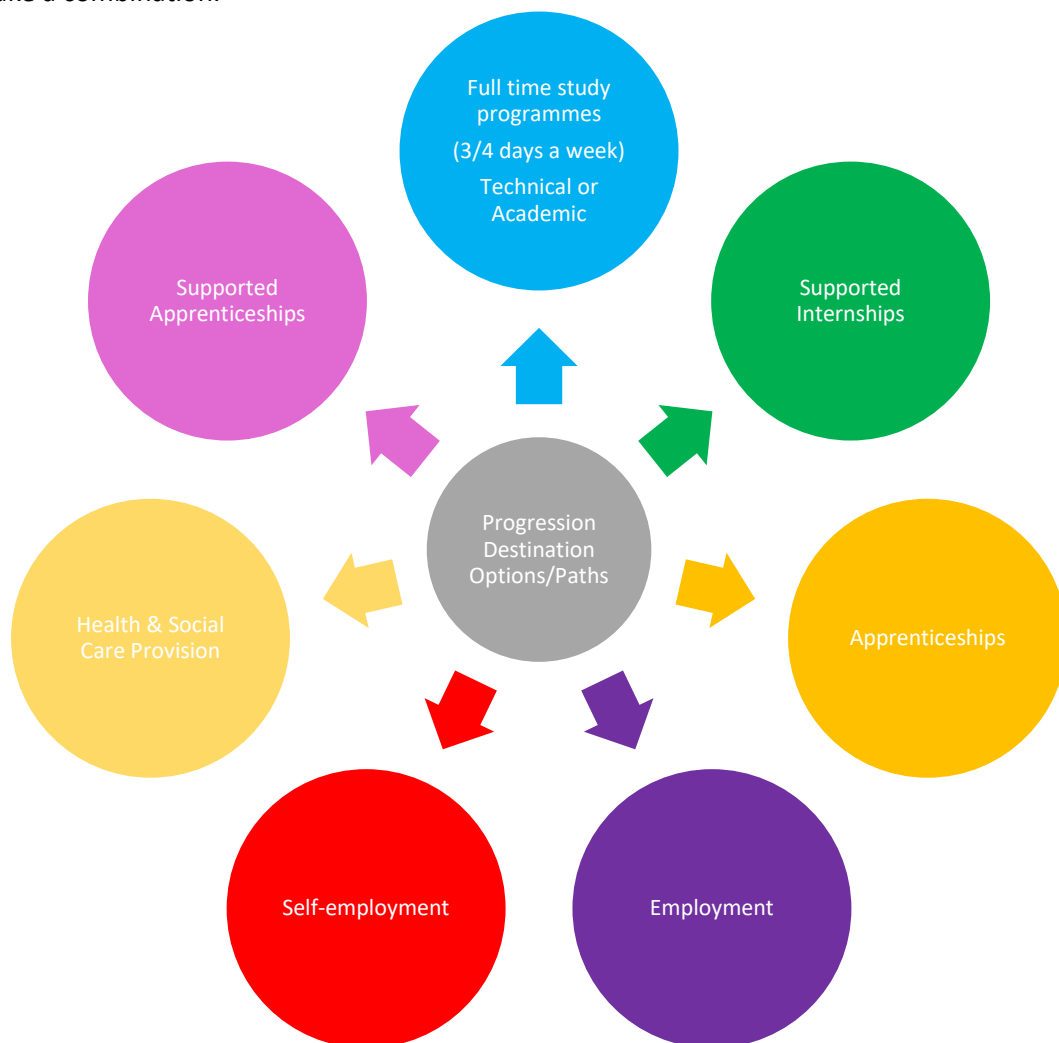 Full time study
programmes
(3/4 days a week)
Technical or
Academic
Supported
Internships
Apprenticeships
Employment
Self-employment
Health & Social
Care Provision
Supported
Apprenticeships
Progression
Destination
Options/Paths